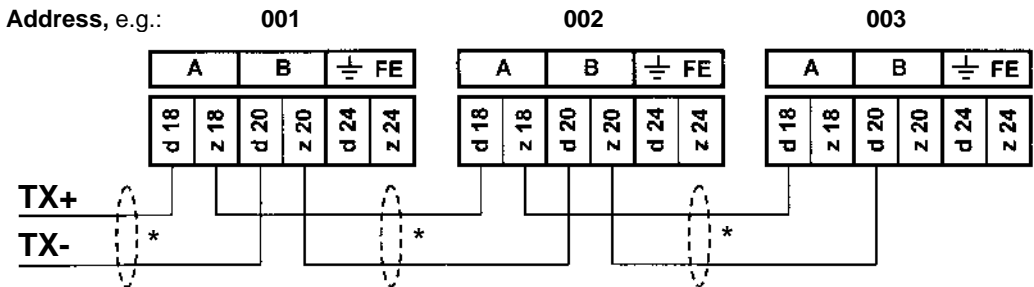 Address, e.g.: 001 002 003
A B ⏚ FE A B ⏚ FE A B ⏚ FE
d 18 z 18 d 20 z 20 d 24 z 24 d 18 z 18 d 20 z 20 d 24 z 24 d 18 z 18 d 20 z 20 d 24 z 24
TX+
* * *
TX-